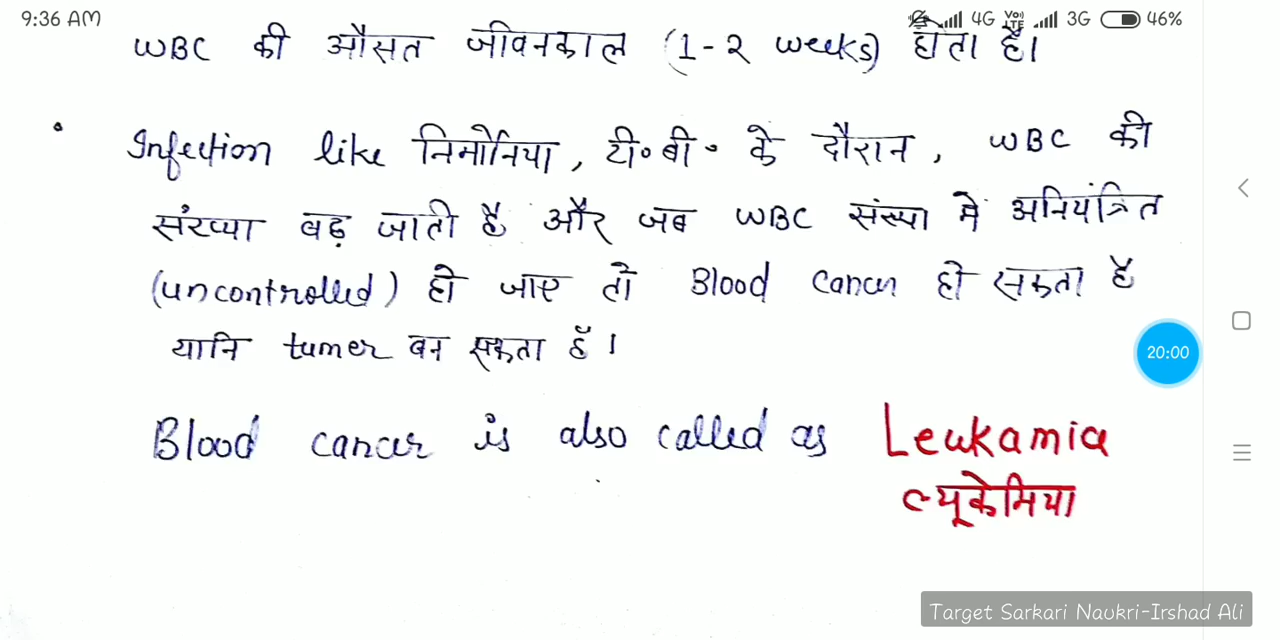 9:36 AM 4G VoLTE 3G 46%
WBC की औसत जीवनकाल (1-2 weeks) होता है।
• Infection like निमोनिया, टी॰बी॰ के दौरान, WBC की
संख्या बढ़ जाती है और जब WBC संख्या मे अनियंत्रित
(uncontrolled) हो जाए तो Blood cancer हो सकता है
यानि tumer बन सकता है।
20:00
Blood cancer is also called as Leukamia
ल्यूकेमिया
Target Sarkari Naukri-Irshad Ali